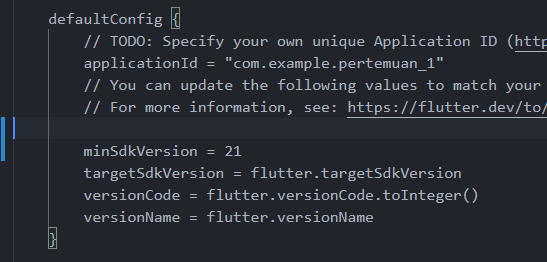 defaultConfig {
// TODO: Specify your own unique Application ID (http
applicationId = "com.example.pertemuan_1"
// You can update the following values to match your
// For more information, see: https://flutter.dev/to/
minSdkVersion = 21
targetSdkVersion = flutter.targetSdkVersion
versionCode = flutter.versionCode.toInteger()
versionName = flutter.versionName
}